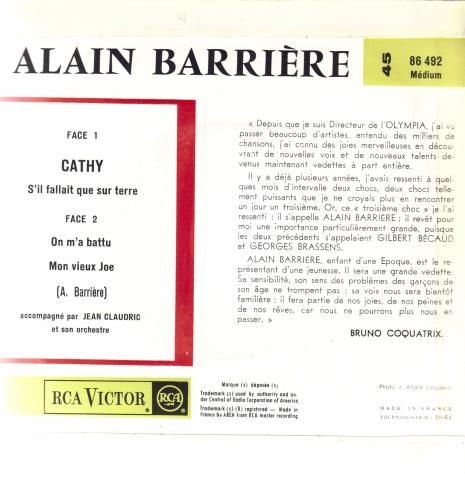 ALAIN BARRIÈRE
45
86 492
Médium
FACE 1
CATHY
S'il fallait que sur terre
FACE 2
On m'a battu
Mon vieux Joe
(A. Barrière)
accompagné par JEAN CLAUDRIC
et son orchestre
« Depuis que je suis Directeur de l'OLYMPIA, j'ai vu
passer beaucoup d'artistes, entendu des milliers de
chansons, j'ai connu des joies merveilleuses en décou-
vrant de nouvelles voix et de nouveaux talents de-
venus maintenant vedettes à part entière.
Il y a déjà plusieurs années, j'avais ressenti à quel-
ques mois d'intervalle deux chocs, deux chocs telle-
ment puissants que je ne croyais plus en rencontrer
un jour un troisième. Or, ce « troisième choc » je l'ai
ressenti : il s'appelle ALAIN BARRIERE ; il revêt pour
moi une importance particulièrement grande, puisque
les deux précédents s'appelaient GILBERT BÉCAUD
et GEORGES BRASSENS.
ALAIN BARRIÈRE, enfant d'une Epoque, est le re-
présentant d'une jeunesse. Il sera une grande vedette.
Sa sensibilité, son sens des problèmes des garçons de
son âge ne trompent pas : sa voix nous sera bientôt
familière ; il fera partie de nos joies, de nos peines et
de nos rêves, car nous ne pourrons plus nous en
passer. »
BRUNO COQUATRIX.
RCA VICTOR
RCA
Marque (s) déposée (s)
Trademark (s) used by authority and un-
der Control of Radio Corporation of America
Trademark (s) (R) registered — Made in
France by AREA from RCA master recording
Photo : André
MADE IN FRANCE
10-64